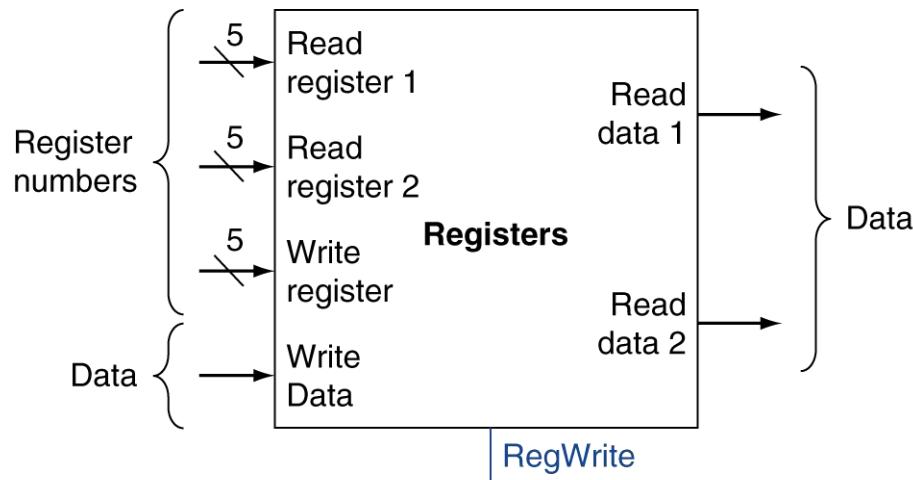 Register
numbers
5
Read
register 1
5
Read
register 2
5
Write
register
Data
Write
Data
Registers
Read
data 1
Read
data 2
Data
RegWrite